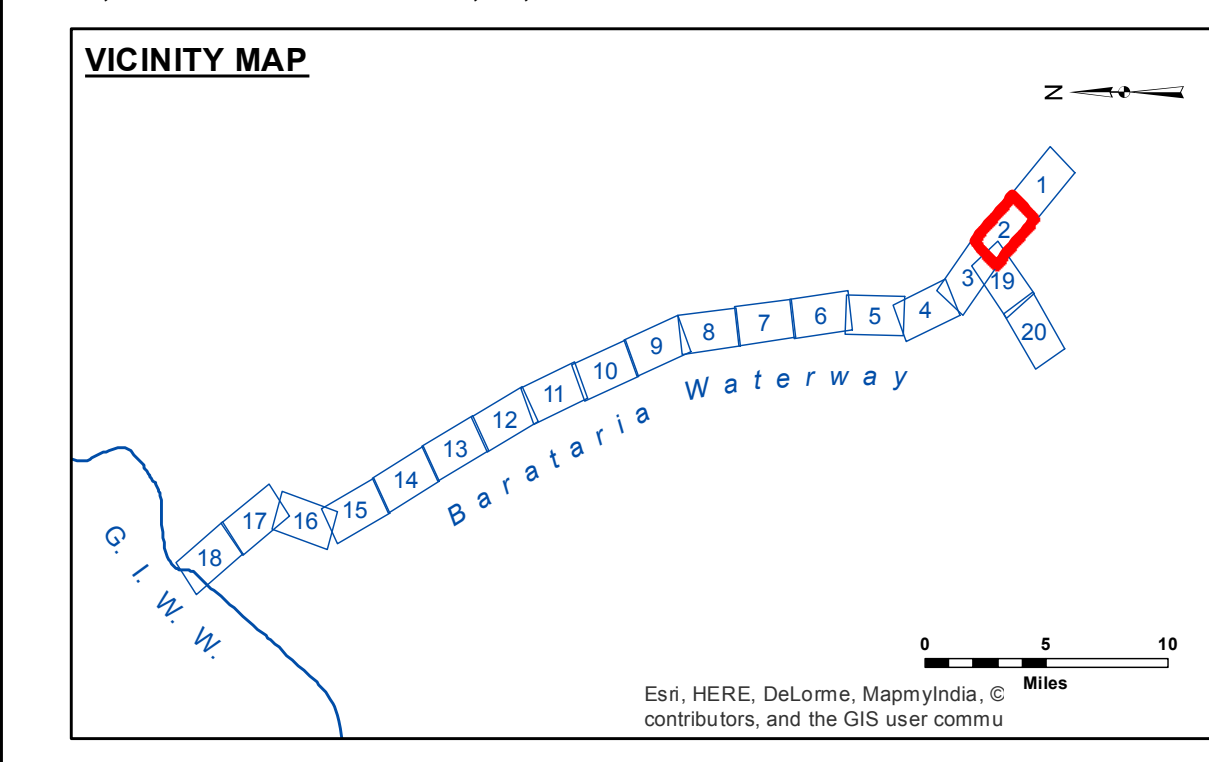 VICINITY MAP
N
1
2
3
19
4
5
6
7
8
20
9
10
11
12
13
14
15
16
17
18
Barataria Waterway
G. I. W. W.
0 5 10
Miles
Esri, HERE, DeLorme, MapmyIndia, ©
contributors, and the GIS user commu